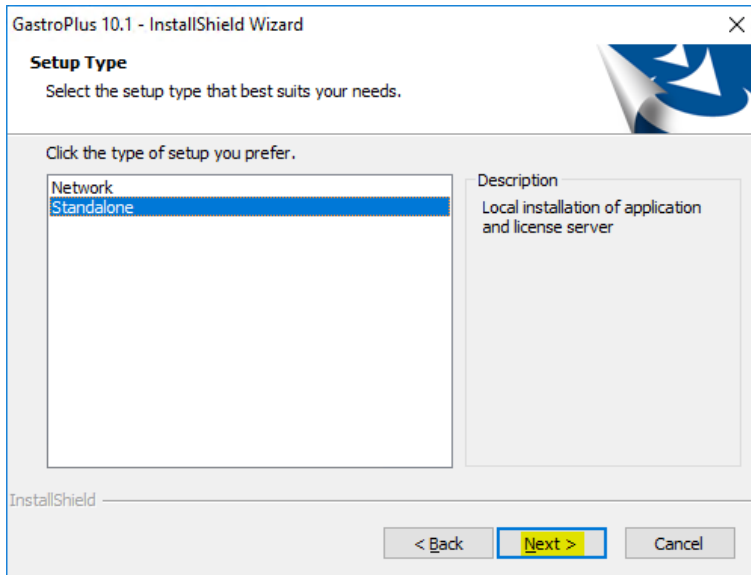 GastroPlus 10.1 - InstallShield Wizard
Setup Type
Select the setup type that best suits your needs.
Click the type of setup you prefer.
Network
Standalone
Description
Local installation of application
and license server
InstallShield
< Back
Next >
Cancel